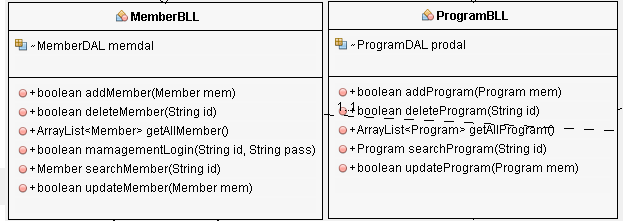 MemberBLL
~MemberDAL memdal
+boolean addMember(Member mem)
+boolean deleteMember(String id)
+ArrayList<Member> getAllMember()
+boolean mamagementLogin(String id, String pass)
+Member searchMember(String id)
+boolean updateMember(Member mem)
ProgramBLL
~ProgramDAL prodal
+boolean addProgram(Program mem)
1..1
+boolean deleteProgram(String id)
+ArrayList<Program> getAllProgram()
+Program searchProgram(String id)
+boolean updateProgram(Program mem)